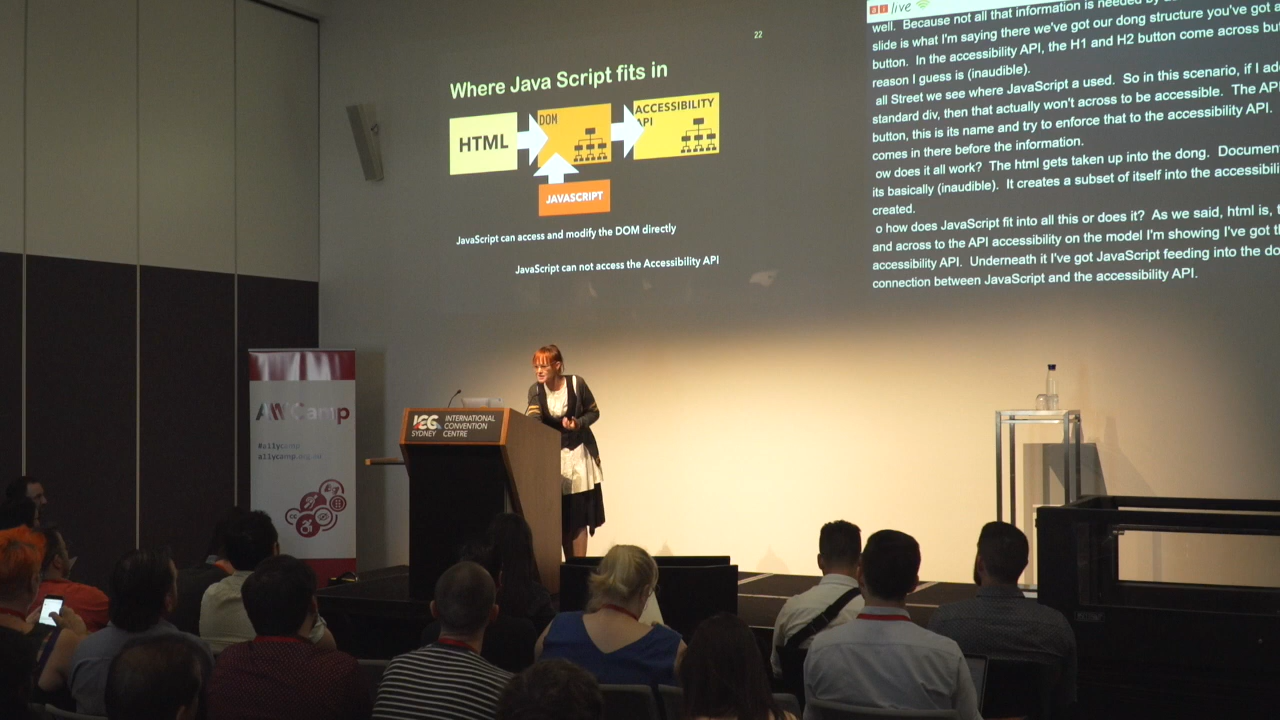 22
Where Java Script fits in
HTML
DOM
ACCESSIBILITY
API
JAVASCRIPT
JavaScript can access and modify the DOM directly
JavaScript can not access the Accessibility API
live
well. Because not all that information is needed by
slide is what I'm saying there we've got our dong structure you've got a
button. In the accessibility API, the H1 and H2 button come across bu
reason I guess is (inaudible).
all Street we see where JavaScript a used. So in this scenario, if I ad
standard div, then that actually won't across to be accessible. The API
button, this is its name and try to enforce that to the accessibility API.
comes in there before the information.
ow does it all work? The html gets taken up into the dong. Document
its basically (inaudible). It creates a subset of itself into the accessibili
created.
o how does JavaScript fit into all this or does it? As we said, html is, t
and across to the API accessibility on the model I'm showing I've got th
accessibility API. Underneath it I've got JavaScript feeding into the do
connection between JavaScript and the accessibility API.
ICC
SYDNEY
INTERNATIONAL
CONVENTION
CENTRE
Camp
#a11ycamp
a11ycamp.org.au